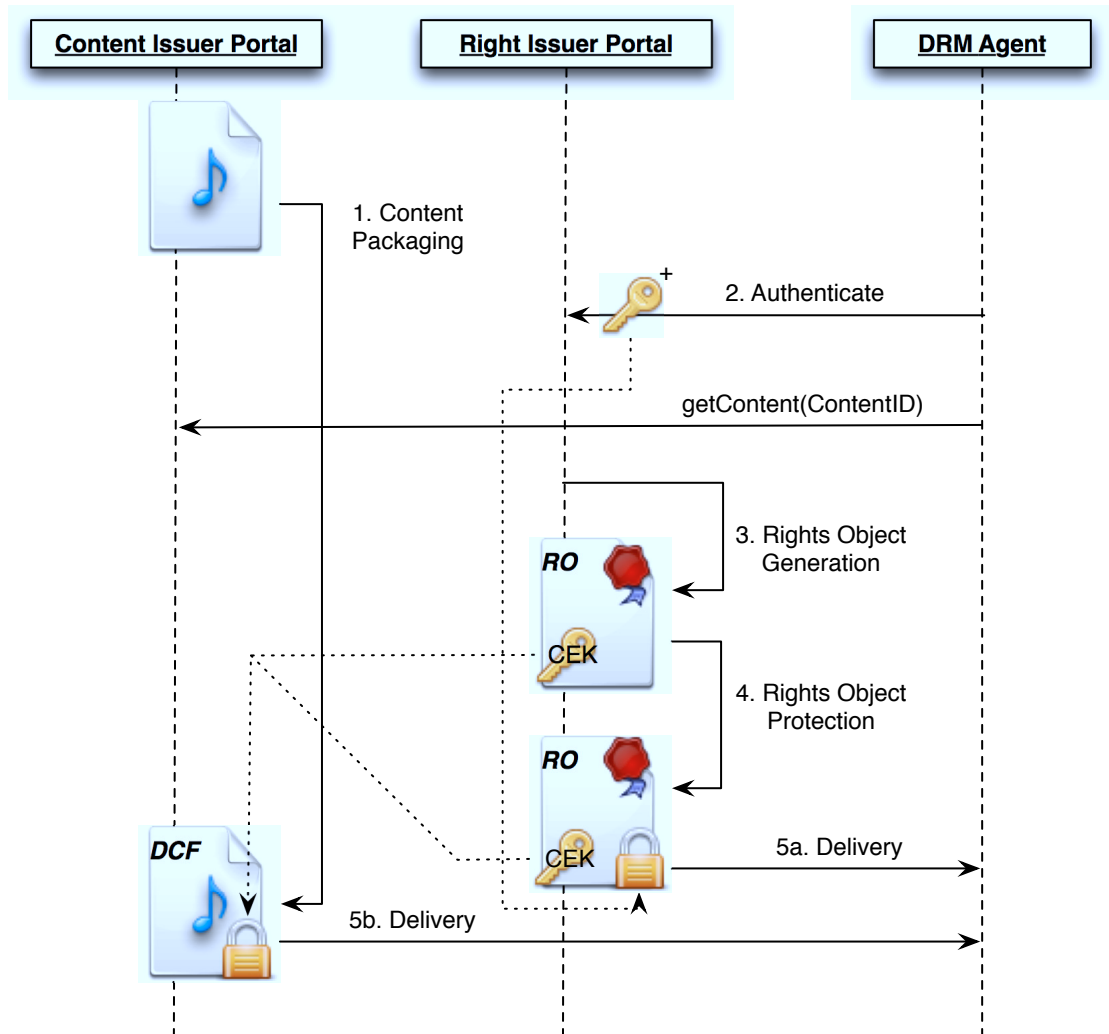 Content Issuer Portal
Right Issuer Portal
DRM Agent
1. Content
Packaging
+
2. Authenticate
getContent(ContentID)
3. Rights Object
Generation
RO
CEK
4. Rights Object
Protection
RO
CEK
5a. Delivery
DCF
5b. Delivery